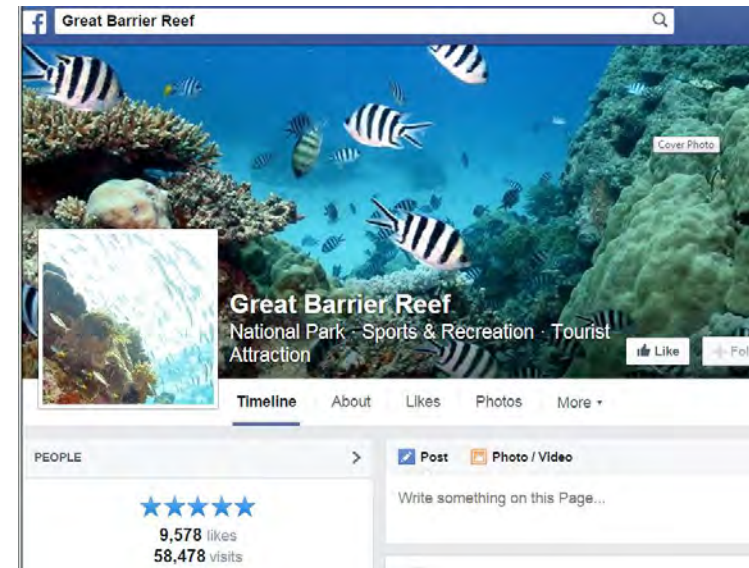 f Great Barrier Reef
Cover Photo
Great Barrier Reef
National Park · Sports & Recreation · Tourist
Attraction
Like
Timeline About Likes Photos More
PEOPLE
Post Photo / Video
Write something on this Page...
9,578 likes
58,478 visits